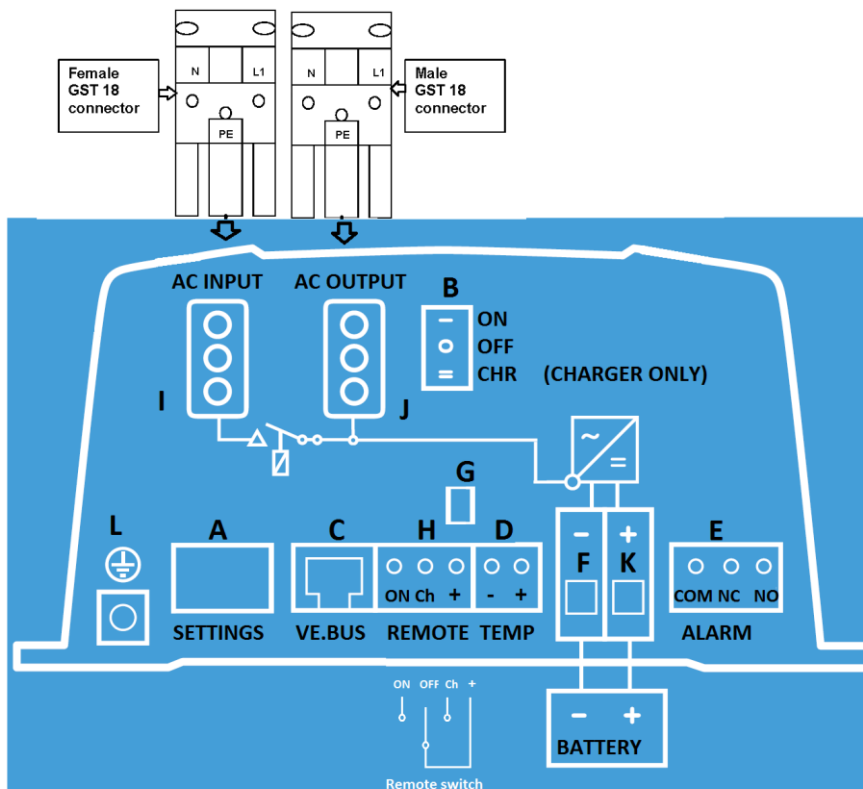 Female
GST 18
connector
N L1
PE
N L1
PE
Male
GST 18
connector
AC INPUT AC OUTPUT B
ON
OFF
CHR (CHARGER ONLY)
I J
~
=
G
L A C H D - + E
F K
ON Ch + - + COM NC NO
SETTINGS VE.BUS REMOTE TEMP ALARM
ON OFF Ch +
- +
BATTERY
Remote switch